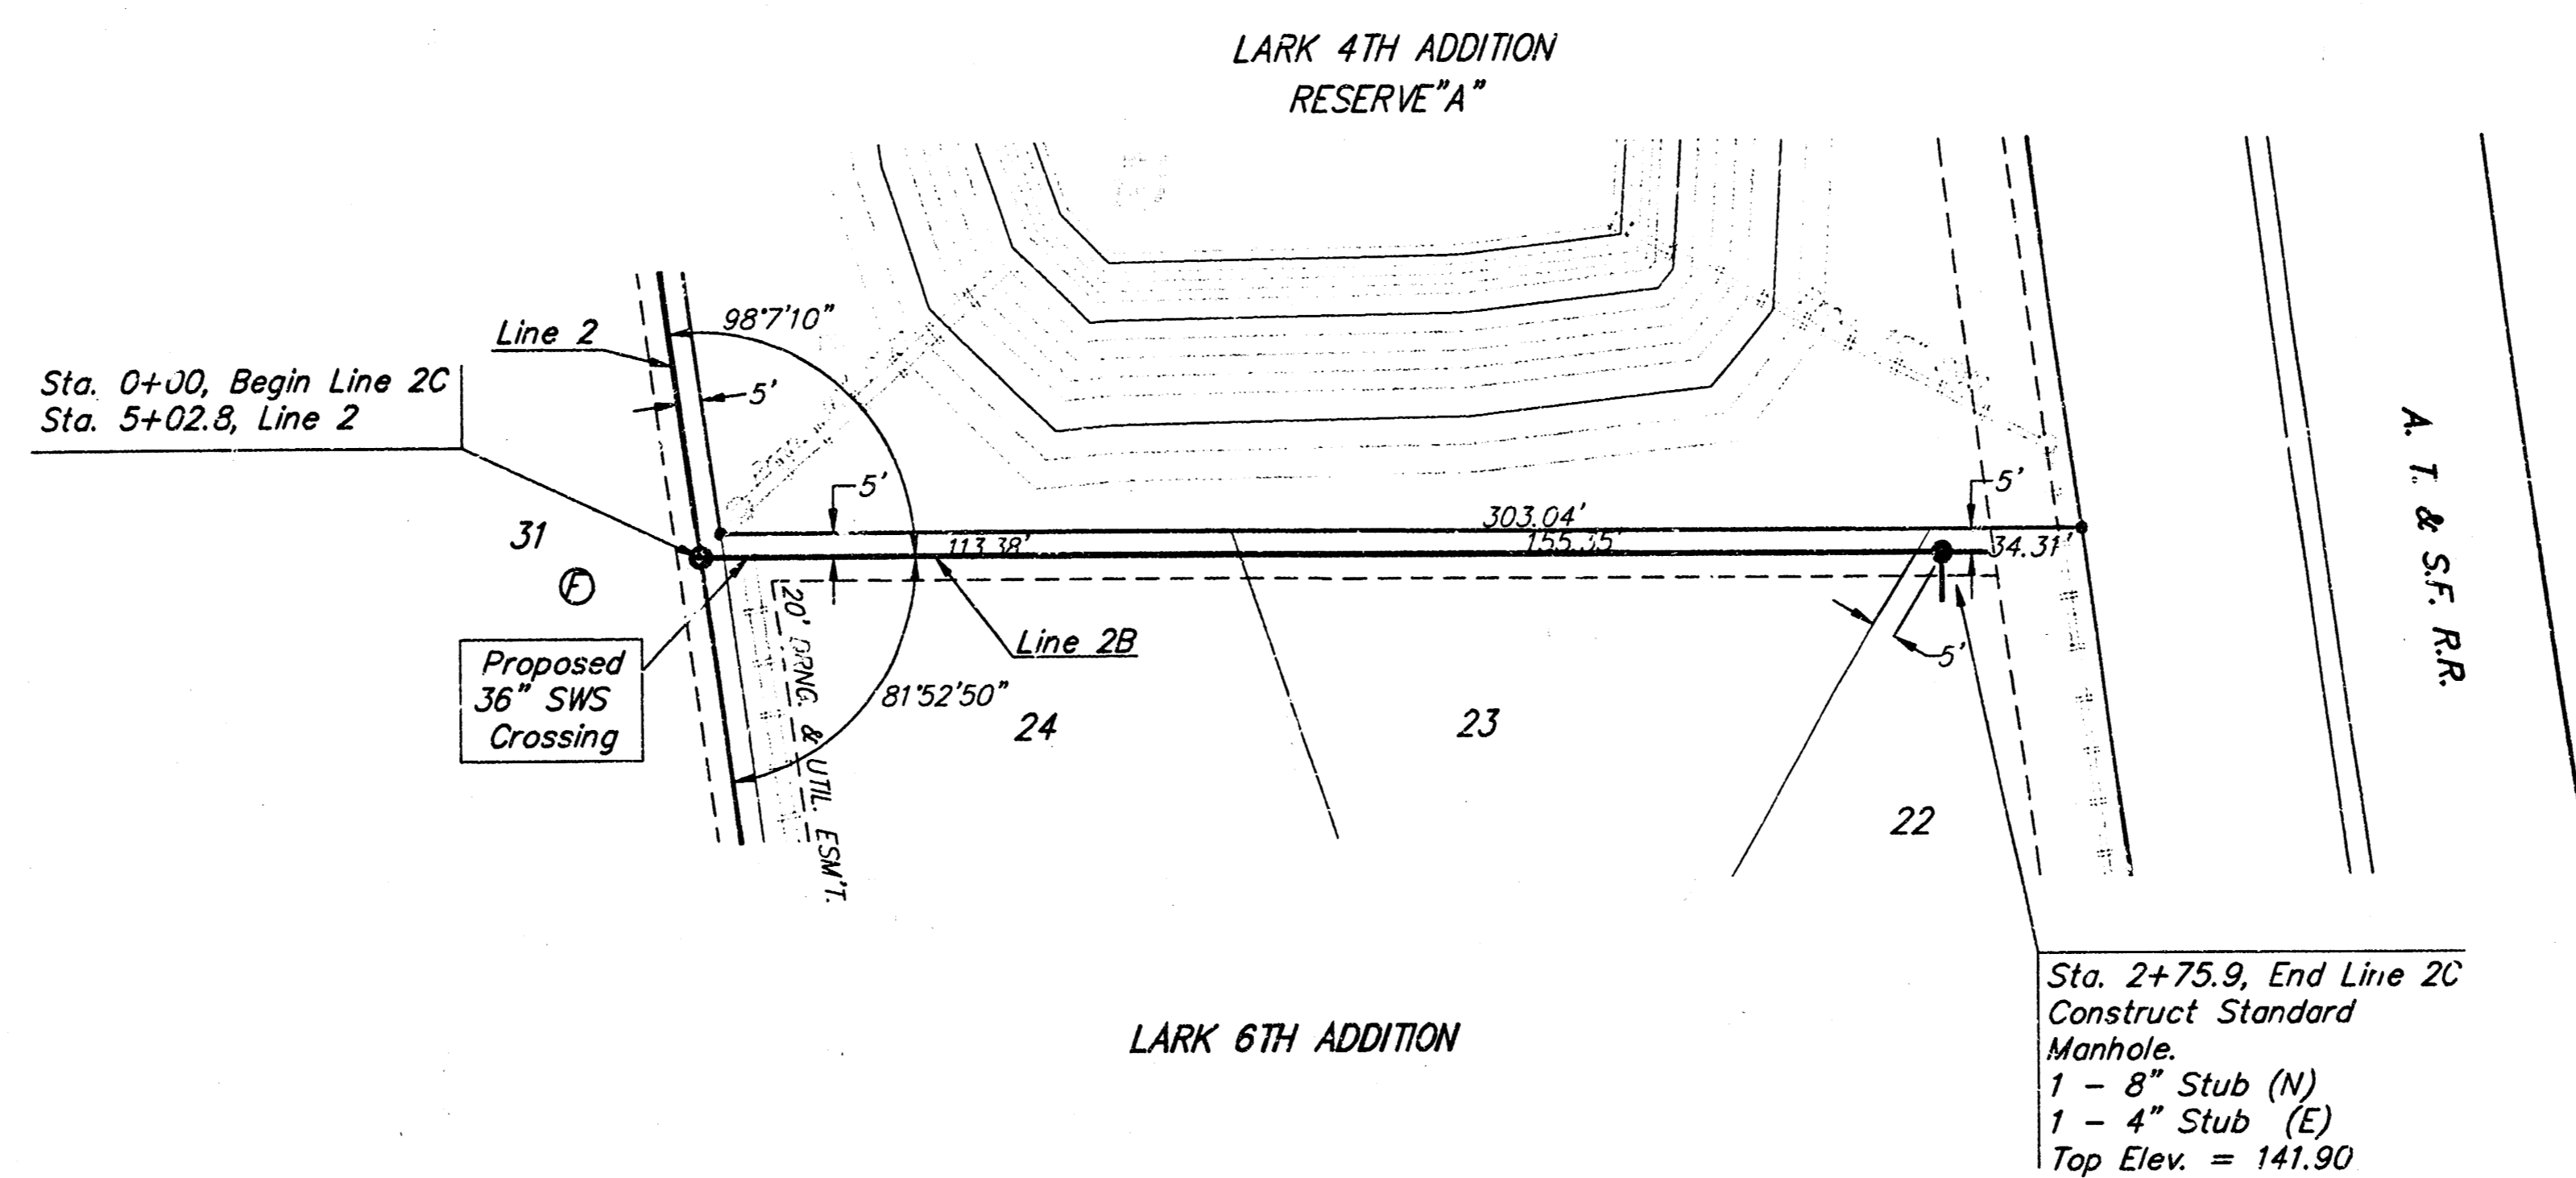 LARK 4TH ADDITION
RESERVE"A"
98°7'10"
Line 2
Sta. 0+00, Begin Line 2C
Sta. 5+02.8, Line 2
5'
5'
5'
31
F
303.04'
113.38'
155.35'
34.31'
Proposed
36" SWS
Crossing
20' DRNG. & UTIL. ESM'T.
Line 2B
81°52'50"
5'
24
23
22
A. T. & S.F. R.R.
LARK 6TH ADDITION
Sta. 2+75.9, End Line 2C
Construct Standard
Manhole.
1 - 8" Stub (N)
1 - 4" Stub (E)
Top Elev. = 141.90